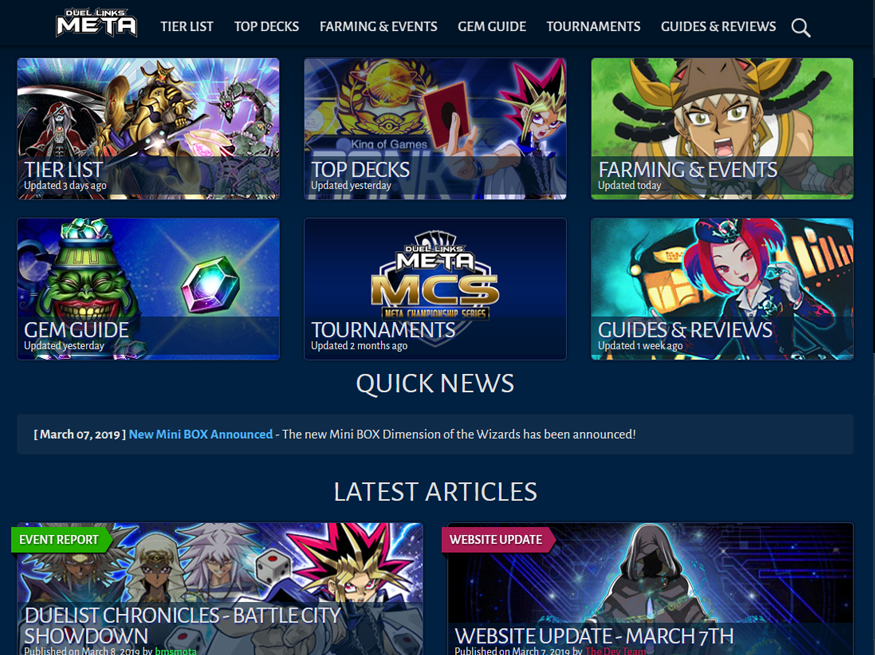 DUEL LINKS
META
TIER LIST
TOP DECKS
FARMING & EVENTS
GEM GUIDE
TOURNAMENTS
GUIDES & REVIEWS
TIER LIST
Updated 3 days ago
King of Games
TOP DECKS
Updated yesterday
FARMING & EVENTS
Updated today
GEM GUIDE
Updated yesterday
DUEL LINKS
META
MCS
META CHAMPIONSHIP SERIES
TOURNAMENTS
Updated 2 months ago
GUIDES & REVIEWS
Updated 1 week ago
QUICK NEWS
[ March 07, 2019 ] New Mini BOX Announced - The new Mini BOX Dimension of the Wizards has been announced!
LATEST ARTICLES
EVENT REPORT
DUELIST CHRONICLES - BATTLE CITY
SHOWDOWN
Published on March 8, 2019 by bmsmota
WEBSITE UPDATE
WEBSITE UPDATE - MARCH 7TH
Published on March 7, 2019 by The Dev Team